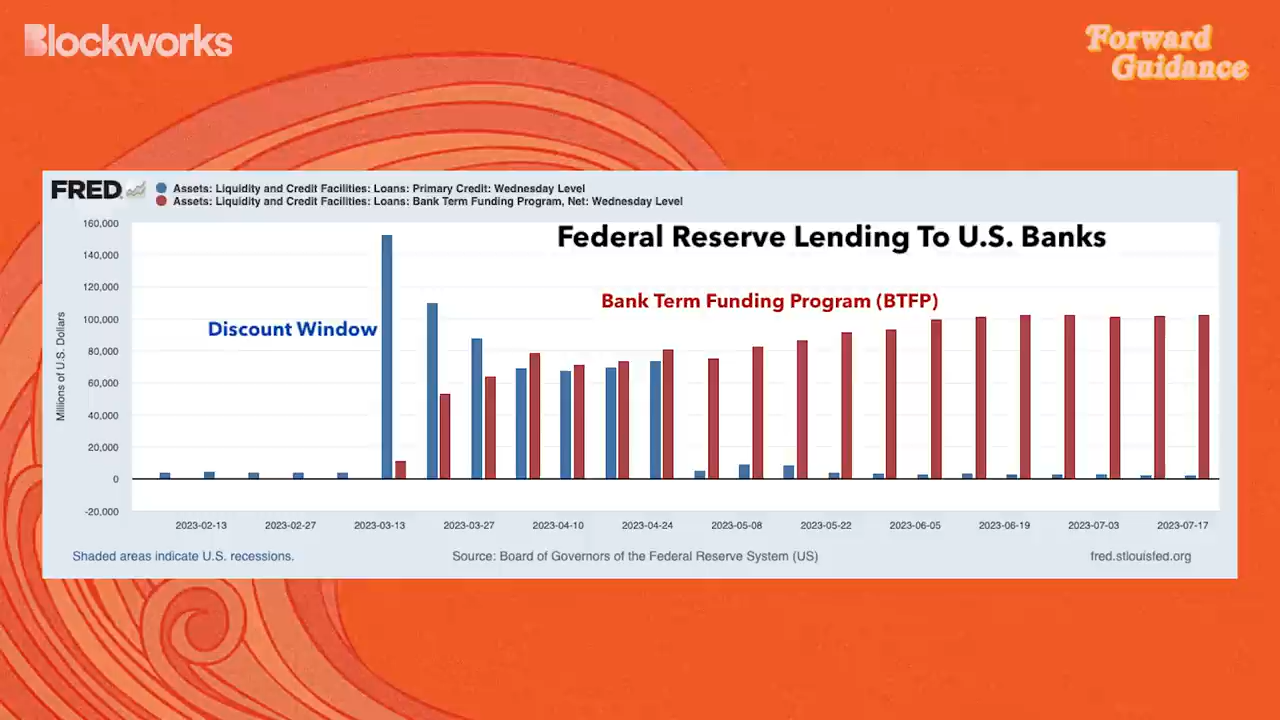 Blockworks
Forward
Guidance
FRED
Assets: Liquidity and Credit Facilities: Loans: Primary Credit: Wednesday Level
Assets: Liquidity and Credit Facilities: Loans: Bank Term Funding Program, Net: Wednesday Level
Federal Reserve Lending To U.S. Banks
Bank Term Funding Program (BTFP)
Discount Window
Millions of U.S. Dollars
160,000
140,000
120,000
100,000
80,000
60,000
40,000
20,000
0
-20,000
2023-02-13 2023-02-27 2023-03-13 2023-03-27 2023-04-10 2023-04-24 2023-05-08 2023-05-22 2023-06-05 2023-06-19 2023-07-03 2023-07-17
Shaded areas indicate U.S. recessions. Source: Board of Governors of the Federal Reserve System (US) fred.stlouisfed.org